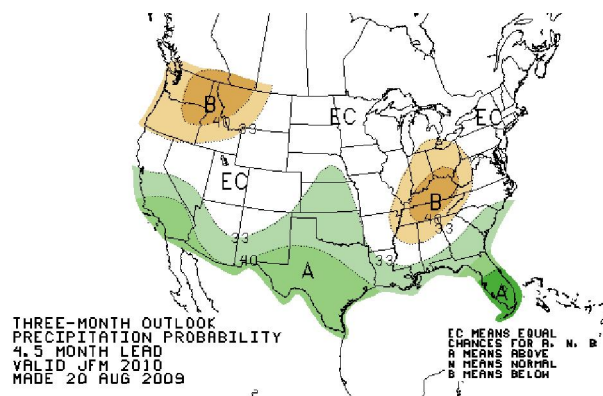 B
40
33
EC
EC
EC
B
40
33
33
40
A
33
A
THREE-MONTH OUTLOOK
PRECIPITATION PROBABILITY
4.5 MONTH LEAD
VALID JFM 2010
MADE 20 AUG 2009
EC MEANS EQUAL
CHANCES FOR A, N, B
A MEANS ABOVE
N MEANS NORMAL
B MEANS BELOW